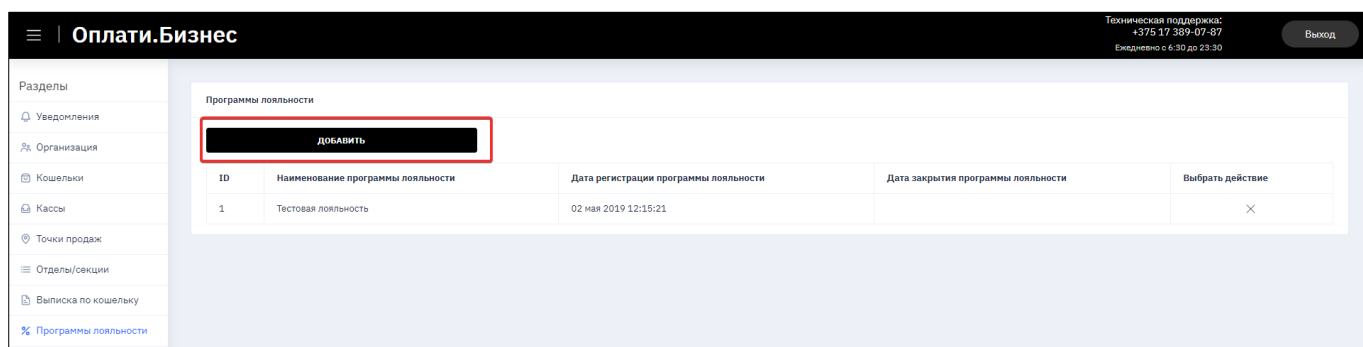 Оплати.Бизнес
Техническая поддержка:
+375 17 389-07-87
Ежедневно с 6:30 до 23:30
Выход
Разделы
Уведомления
Организация
Кошельки
Кассы
Точки продаж
Отделы/секции
Выписка по кошельку
Программы лояльности
Программы лояльности
ДОБАВИТЬ
ID Наименование программы лояльности Дата регистрации программы лояльности Дата закрытия программы лояльности Выбрать действие
1 Тестовая лояльность 02 мая 2019 12:15:21